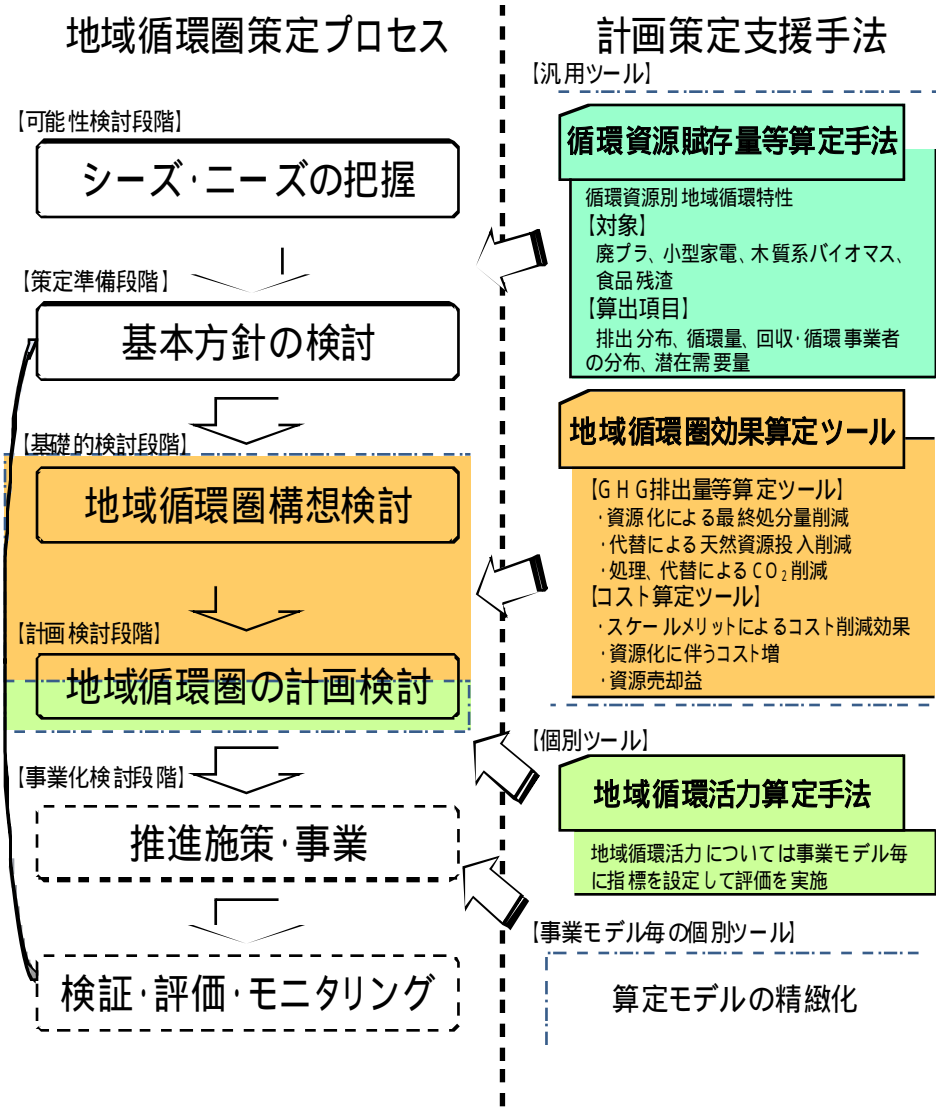 地域循環圏策定プロセス
【可能性検討段階】
シーズ・ニーズの把握
【策定準備段階】
基本方針の検討
【基礎的検討段階】
地域循環圏構想検討
【計画検討段階】
地域循環圏の計画検討
【事業化検討段階】
推進施策・事業
検証・評価・モニタリング
計画策定支援手法
【汎用ツール】
循環資源賦存量等算定手法
循環資源別地域循環特性
【対象】
廃プラ、小型家電、木質系バイオマス、
食品残渣
【算出項目】
排出分布、循環量、回収・循環事業者
の分布、潜在需要量
地域循環圏効果算定ツール
【GHG排出量等算定ツール】
・資源化による最終処分量削減
・代替による天然資源投入削減
・処理、代替によるCO₂削減
【コスト算定ツール】
・スケールメリットによるコスト削減効果
・資源化に伴うコスト増
・資源売却益
【個別ツール】
地域循環活力算定手法
地域循環活力については事業モデル毎
に指標を設定して評価を実施
【事業モデル毎の個別ツール】
算定モデルの精緻化